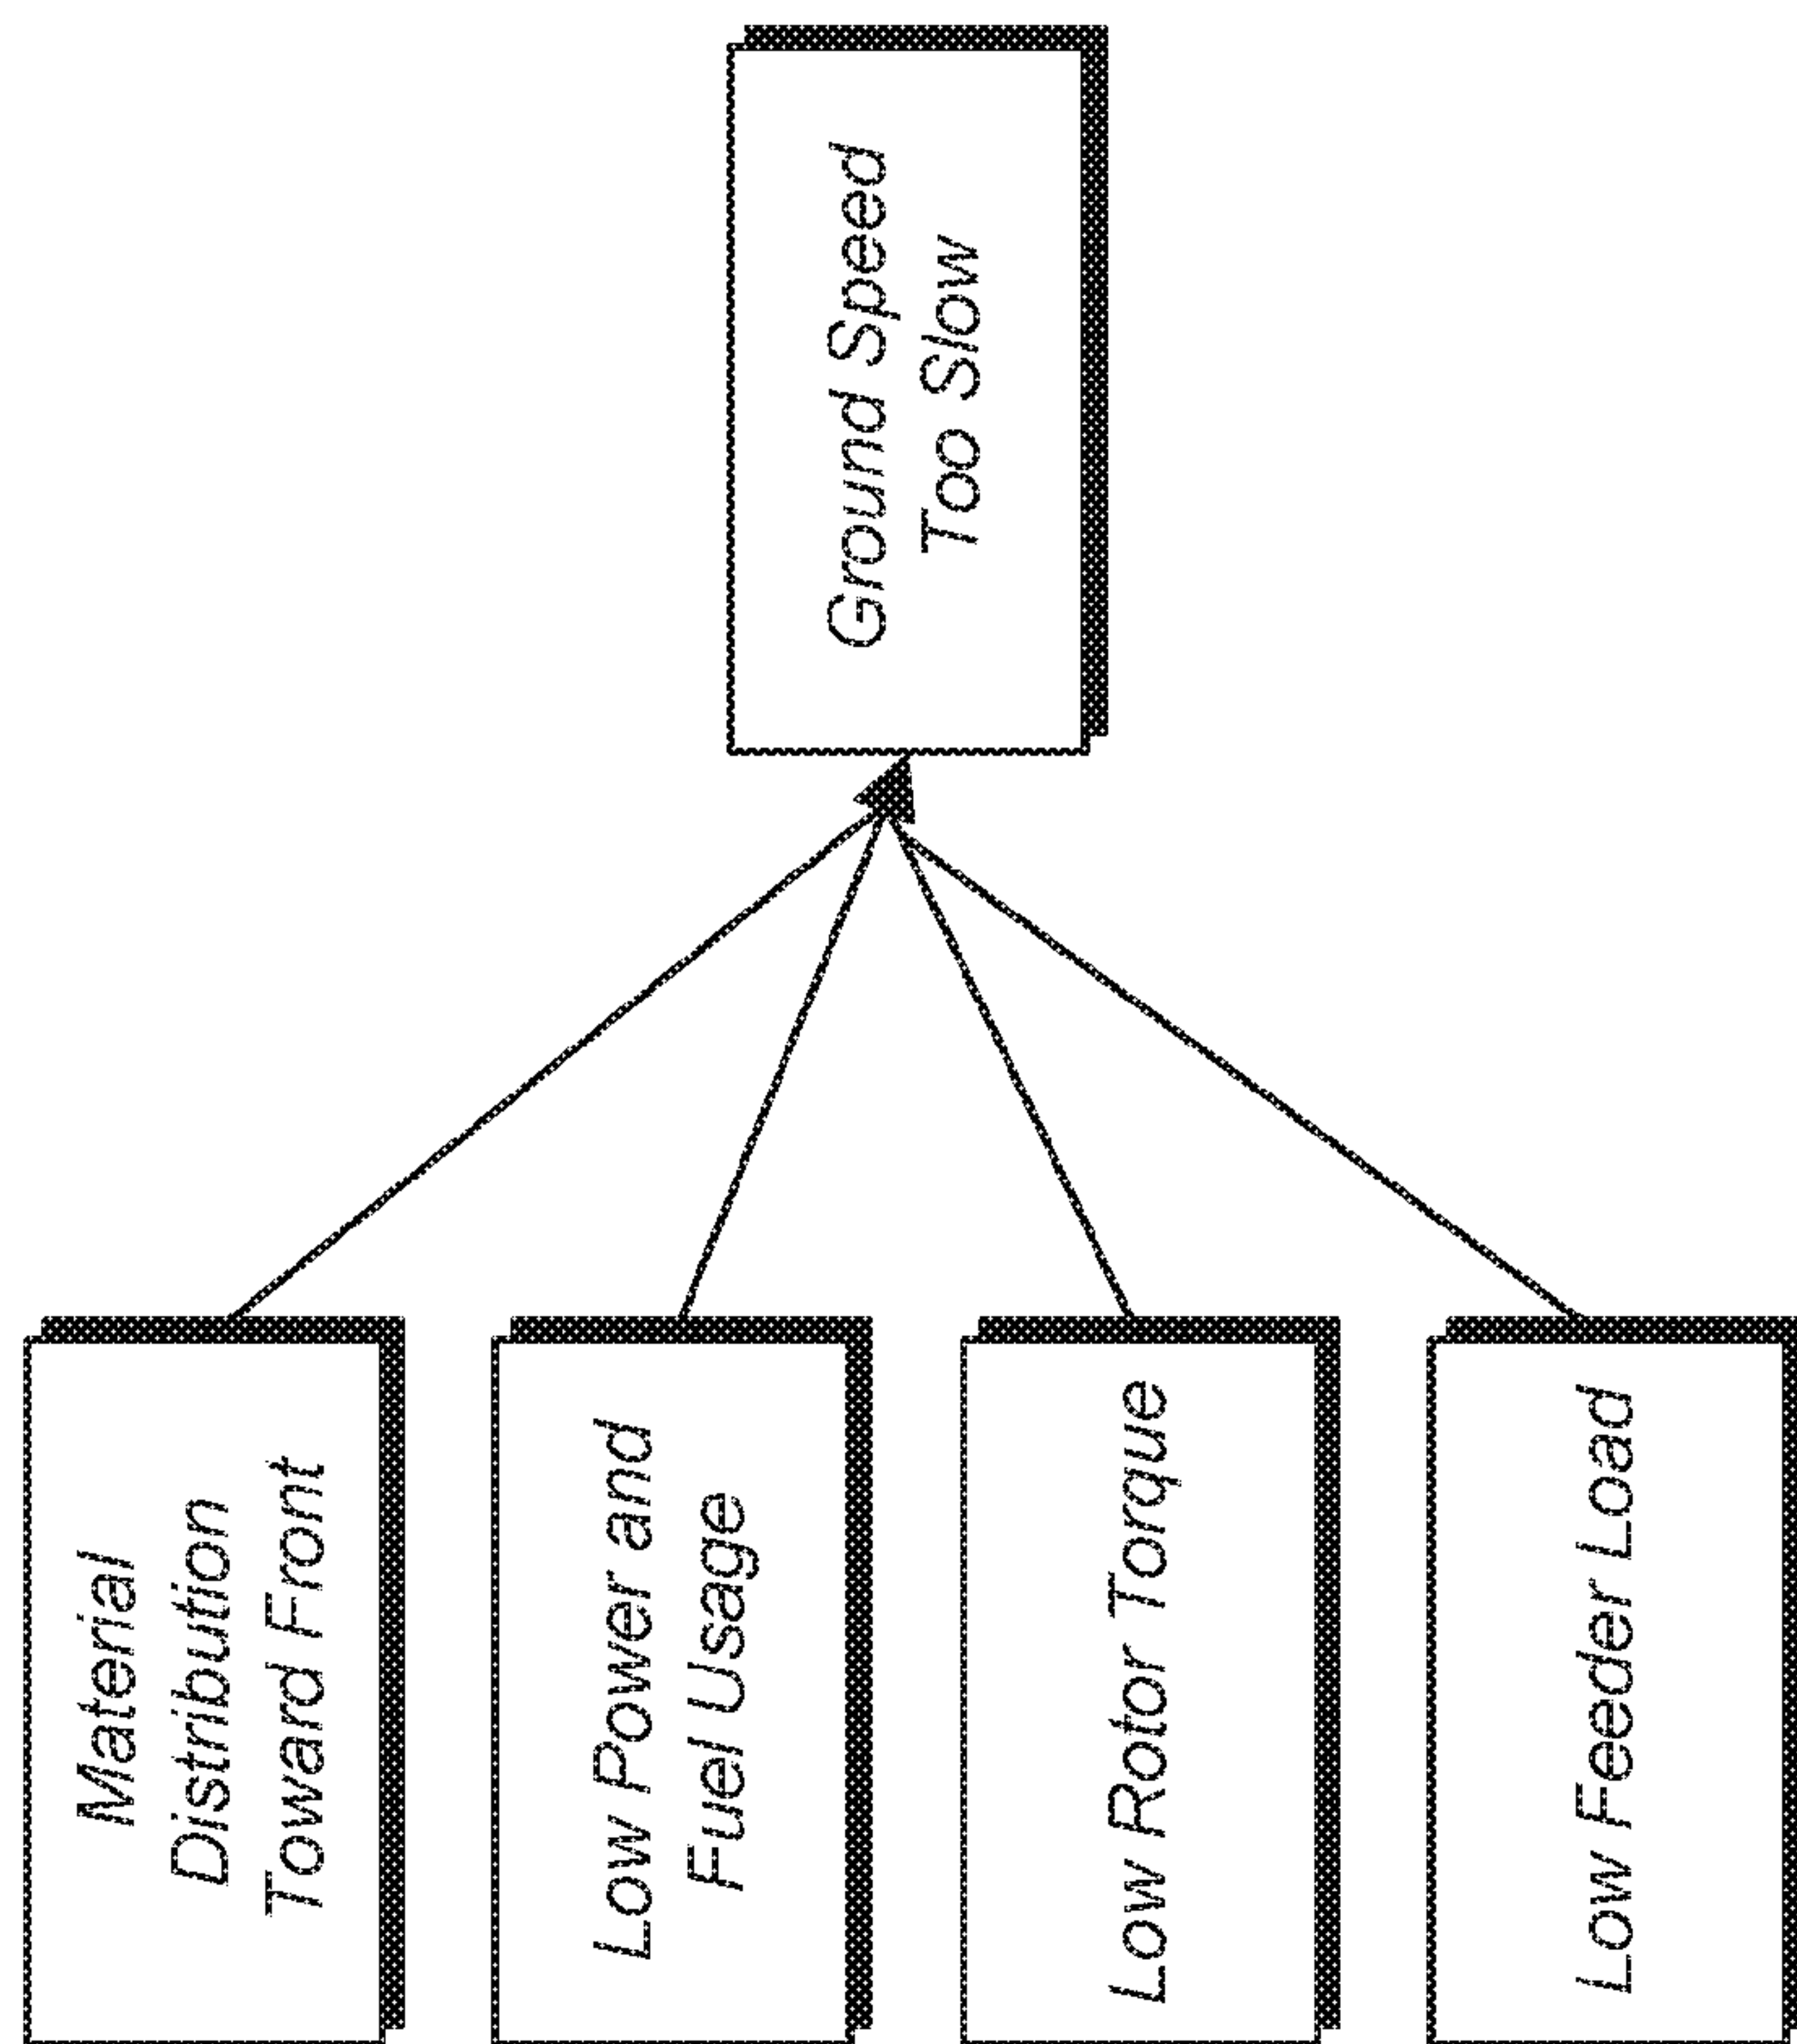 Material
Distribution
Toward Front
Low Power and
Fuel Usage
Low Rotor Torque
Low Feeder Load
Ground Speed
Too Slow